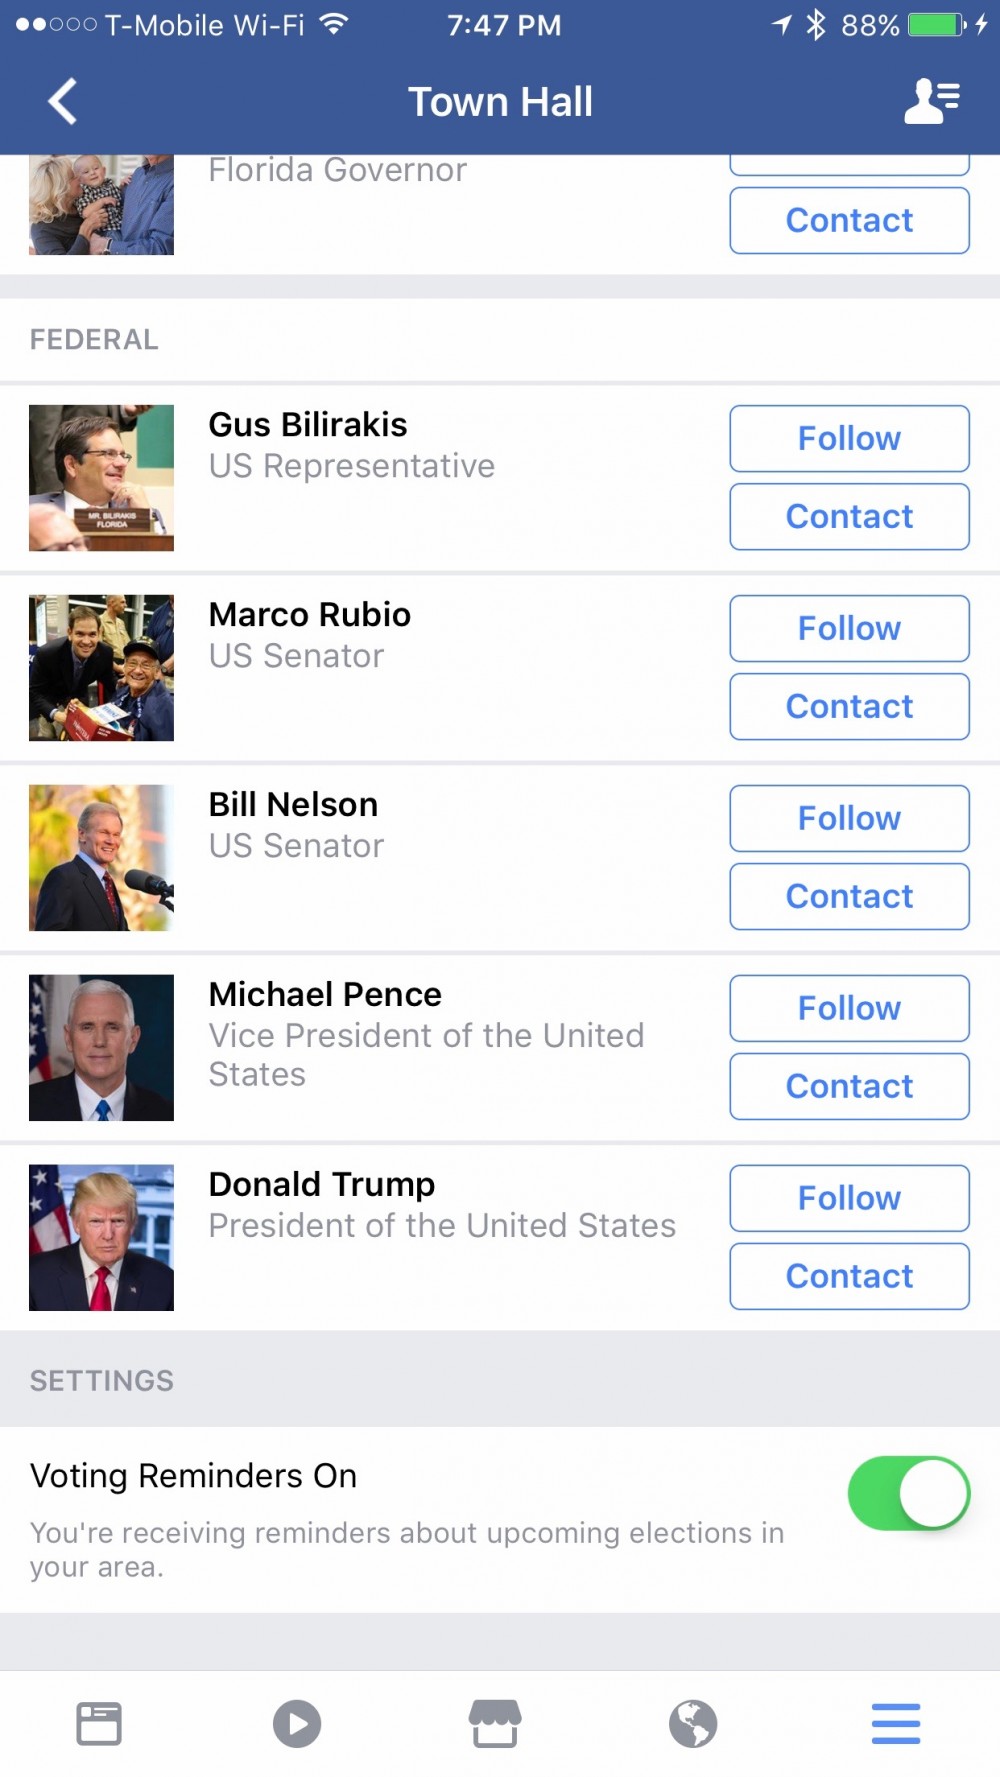 T-Mobile Wi-Fi 7:47 PM 88%
Town Hall
Florida Governor
Contact
FEDERAL
Gus Bilirakis
US Representative
Follow
Contact
MR. BILIRAKIS
FLORIDA
Marco Rubio
US Senator
Follow
Contact
Bill Nelson
US Senator
Follow
Contact
Michael Pence
Vice President of the United
States
Follow
Contact
Donald Trump
President of the United States
Follow
Contact
SETTINGS
Voting Reminders On
You're receiving reminders about upcoming elections in
your area.